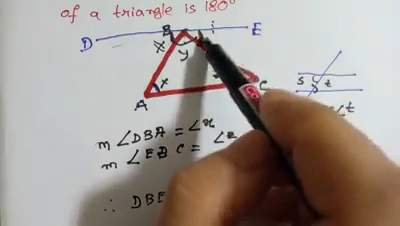 of a triangle is 180°
D B E
x y
x
A C
s t
m ∠DBA = ∠x
m ∠EBC = ∠z
∴ DBE